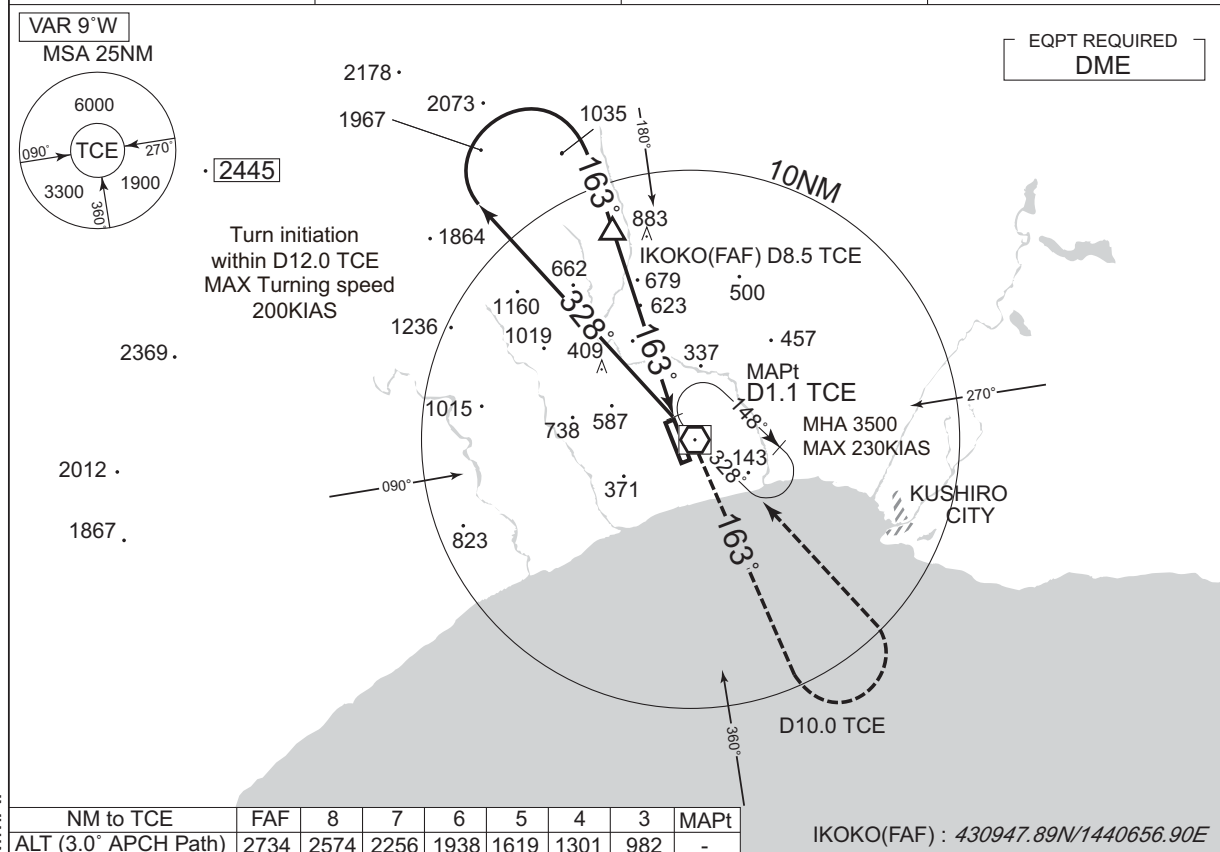 VAR 9°W
MSA 25NM
6000
TCE
090°
270°
3300
1900
360°
2445
EQPT REQUIRED
DME
2178
2073
1967
1035
180°
10NM
163°
883
1864
IKOKO(FAF) D8.5 TCE
Turn initiation
within D12.0 TCE
MAX Turning speed
200KIAS
662
679
500
623
1160
328°
1236
1019
163°
457
2369
409
337
MAPt
D1.1 TCE
270°
1015
148°
738
587
MHA 3500
MAX 230KIAS
2012
143
328°
090°
371
KUSHIRO
CITY
1867
823
163°
D10.0 TCE
360°
NM to TCE FAF 8 7 6 5 4 3 MAPt
ALT (3.0° APCH Path) 2734 2574 2256 1938 1619 1301 982 -
IKOKO(FAF) : 430947.89N/1440656.90E